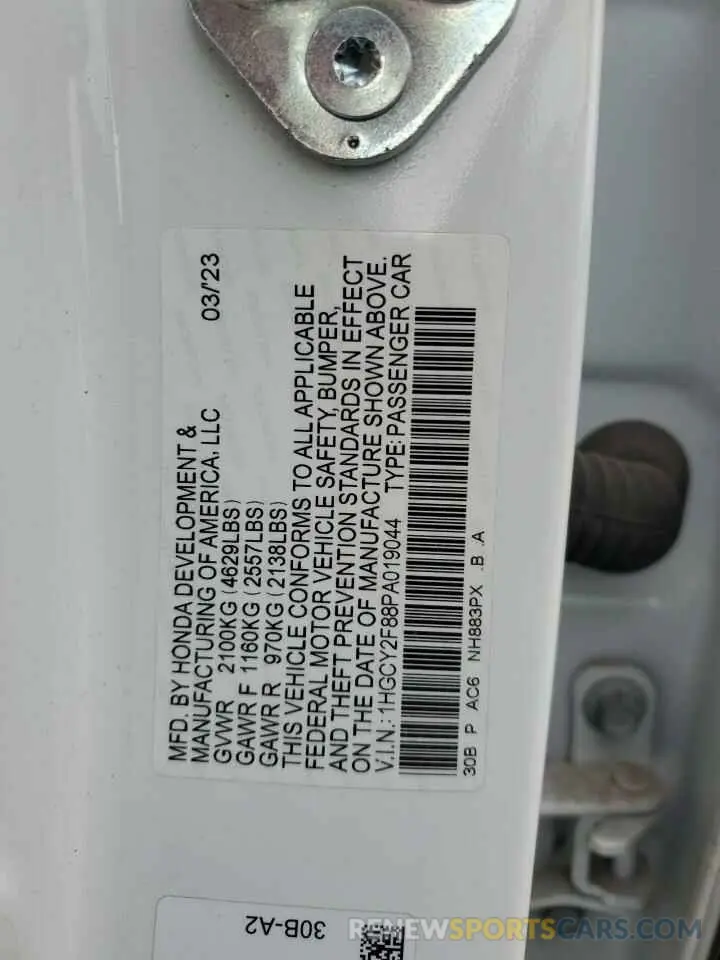 MFD. BY HONDA DEVELOPMENT & 03/'23
MANUFACTURING OF AMERICA, LLC
GVWR 2100KG (4629LBS)
GAWR F 1160KG (2557LBS)
GAWR R 970KG (2138LBS)
THIS VEHICLE CONFORMS TO ALL APPLICABLE
FEDERAL MOTOR VEHICLE SAFETY, BUMPER,
AND THEFT PREVENTION STANDARDS IN EFFECT
ON THE DATE OF MANUFACTURE SHOWN ABOVE.
V.I.N.: 1HGCY2F88PA019044 TYPE: PASSENGER CAR
30B P AC6 NH883PX .B .A
30B-A2
RENEWSPORTSCARS.COM